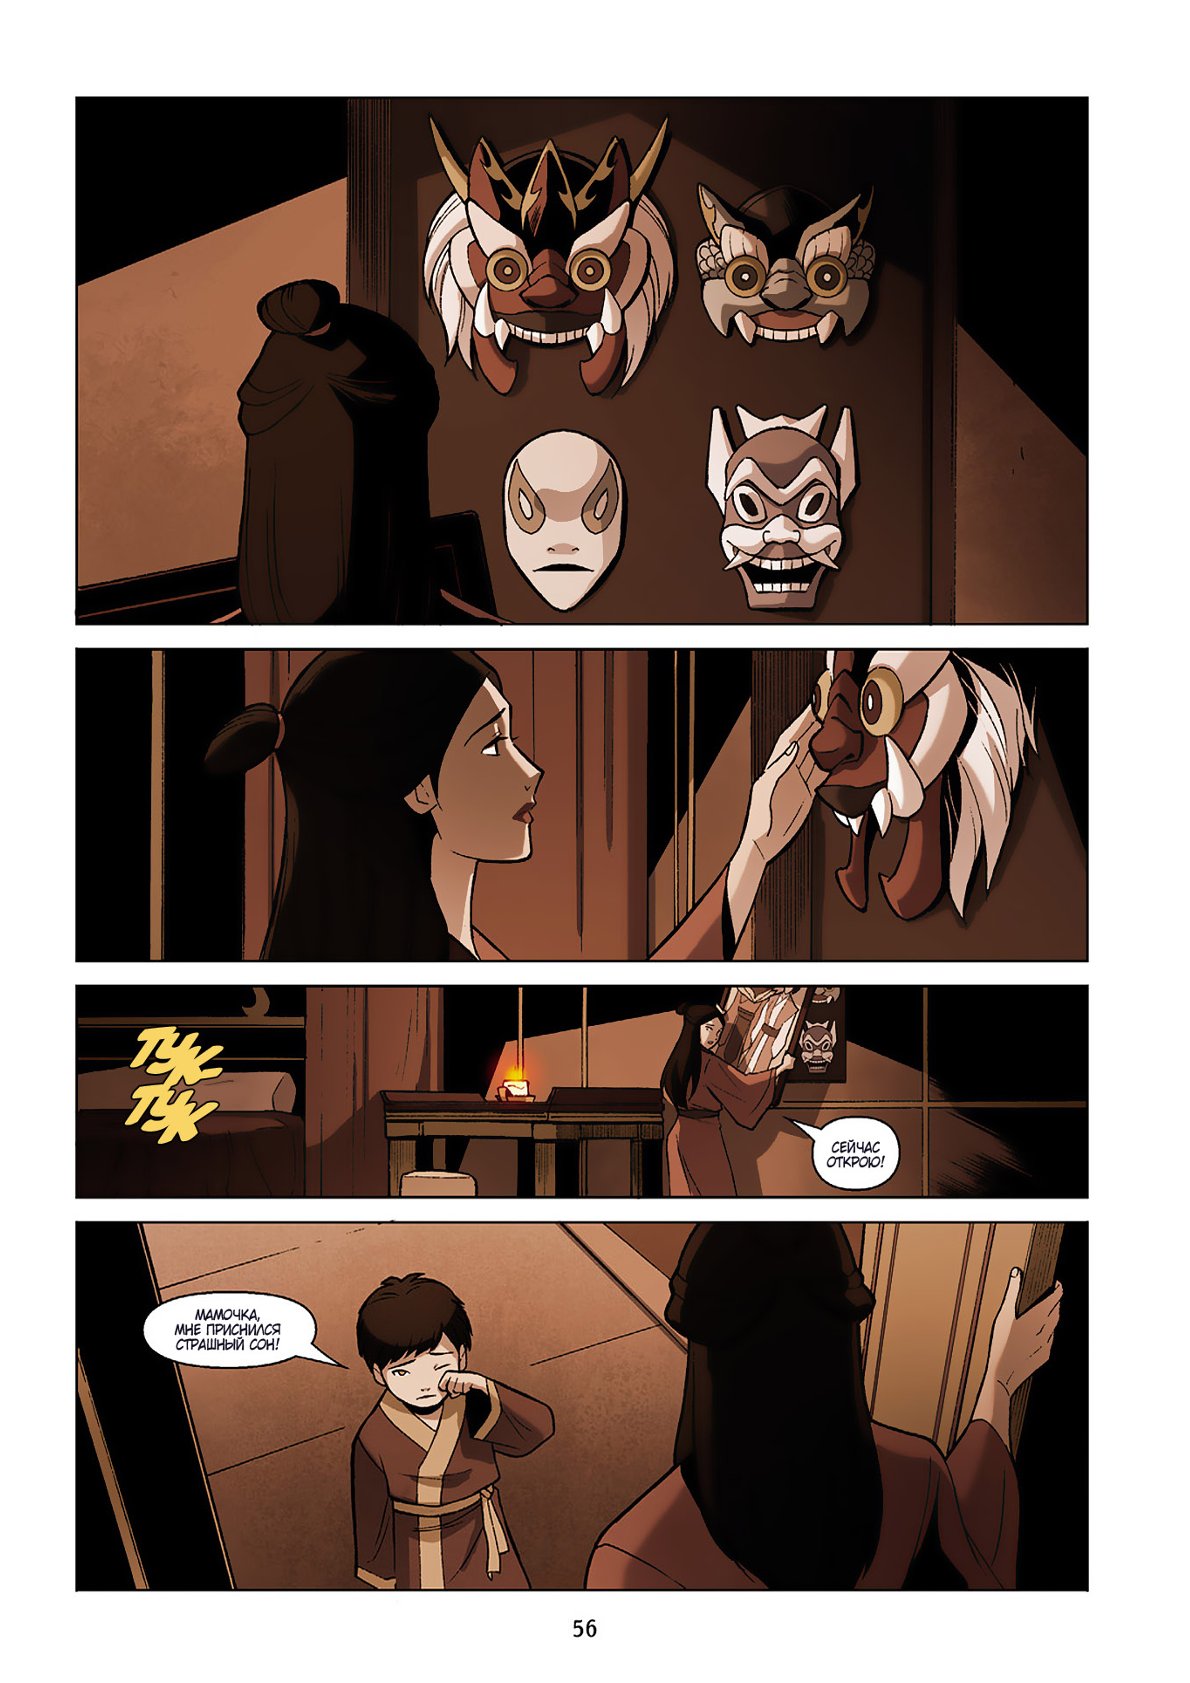 ТУК
ТУК
СЕЙЧАС
ОТКРОЮ!
МАМОЧКА,
МНЕ ПРИСНИЛСЯ
СТРАШНЫЙ СОН!
56